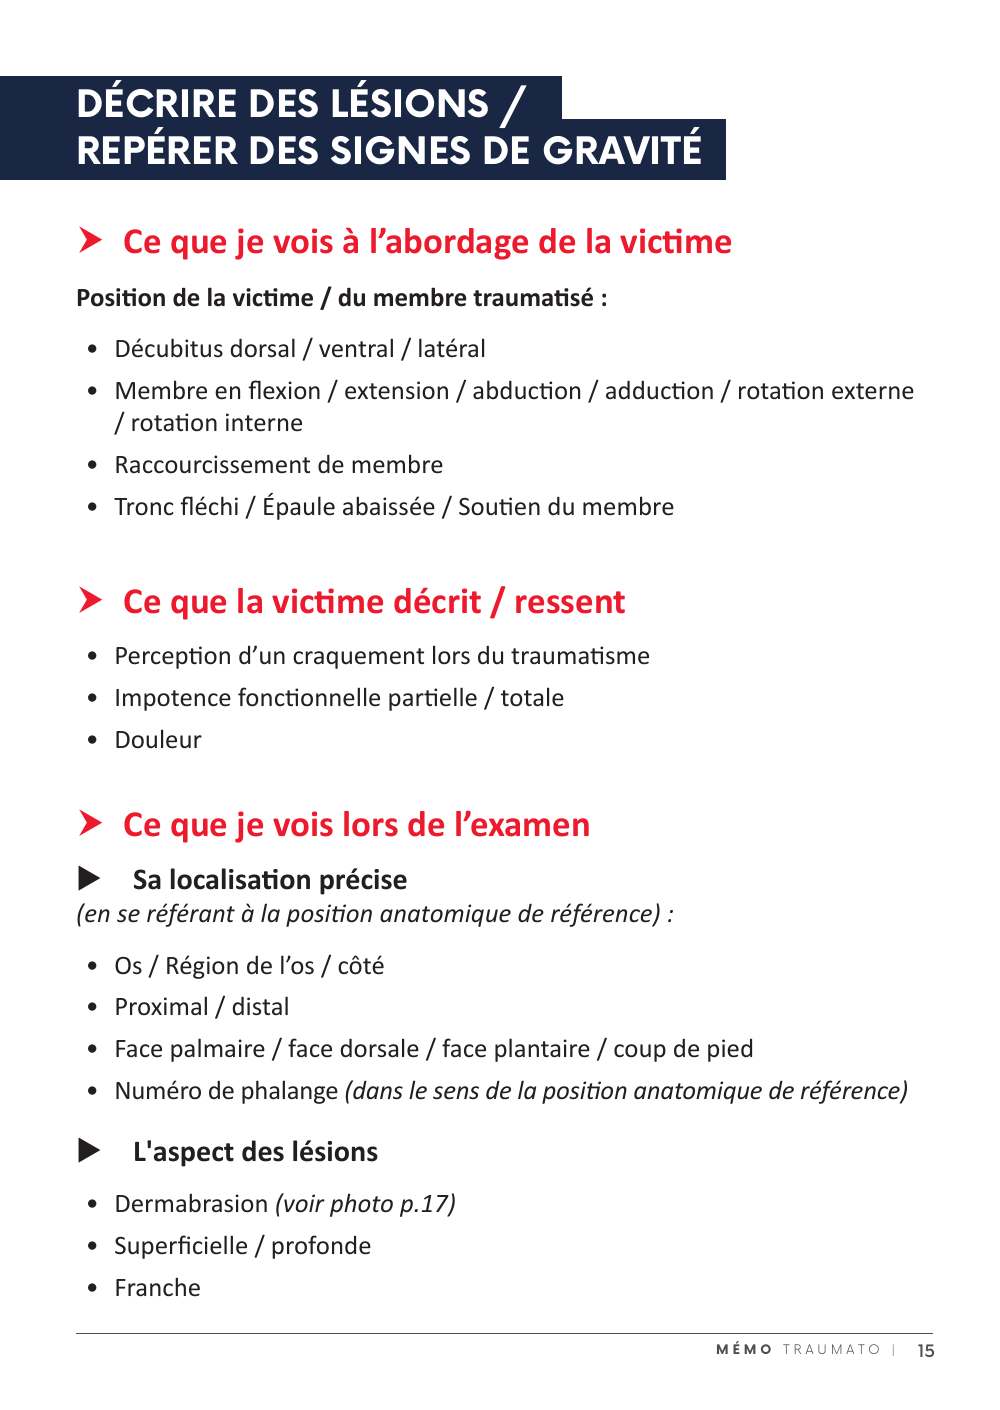 DÉCRIRE DES LÉSIONS /
REPÉRER DES SIGNES DE GRAVITÉ
➤ Ce que je vois à l’abordage de la victime
Position de la victime / du membre traumatisé :
• Décubitus dorsal / ventral / latéral
• Membre en flexion / extension / abduction / adduction / rotation externe
/ rotation interne
• Raccourcissement de membre
• Tronc fléchi / Épaule abaissée / Soutien du membre
➤ Ce que la victime décrit / ressent
• Perception d’un craquement lors du traumatisme
• Impotence fonctionnelle partielle / totale
• Douleur
➤ Ce que je vois lors de l’examen
▶ Sa localisation précise
(en se référant à la position anatomique de référence) :
• Os / Région de l’os / côté
• Proximal / distal
• Face palmaire / face dorsale / face plantaire / coup de pied
• Numéro de phalange (dans le sens de la position anatomique de référence)
▶ L'aspect des lésions
• Dermabrasion (voir photo p.17)
• Superficielle / profonde
• Franche
MÉMO TRAUMATO | 15